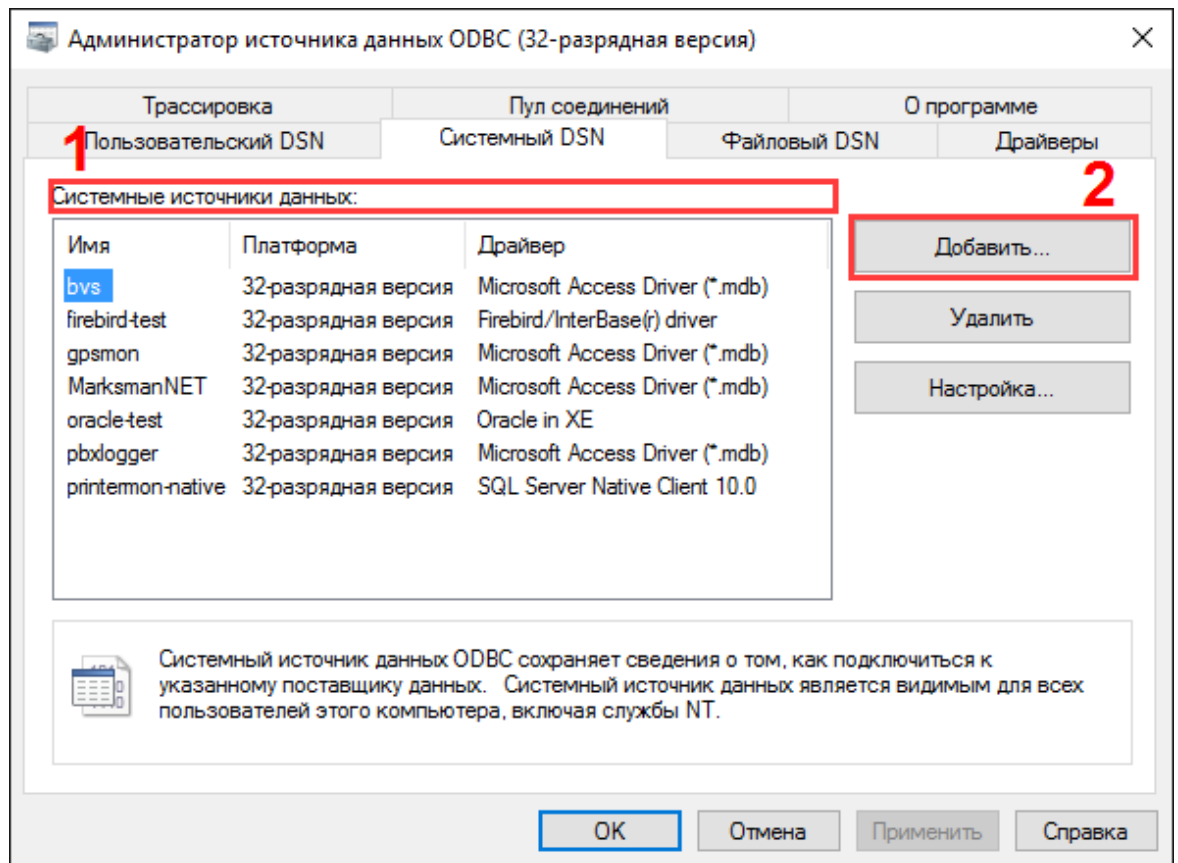 Администратор источника данных ODBC (32-разрядная версия)
Трассировка Пул соединений О программе
1 Пользовательский DSN Системный DSN Файловый DSN Драйверы
2
Системные источники данных:
Имя Платформа Драйвер
Добавить...
bvs 32-разрядная версия Microsoft Access Driver (*.mdb)
firebird-test 32-разрядная версия Firebird/InterBase(r) driver
Удалить
gpsmon 32-разрядная версия Microsoft Access Driver (*.mdb)
MarksmanNET 32-разрядная версия Microsoft Access Driver (*.mdb)
Настройка...
oracle-test 32-разрядная версия Oracle in XE
pbxlogger 32-разрядная версия Microsoft Access Driver (*.mdb)
printermon-native 32-разрядная версия SQL Server Native Client 10.0
Системный источник данных ODBC сохраняет сведения о том, как подключиться к
указанному поставщику данных. Системный источник данных является видимым для всех
пользователей этого компьютера, включая службы NT.
OK Отмена Применить Справка